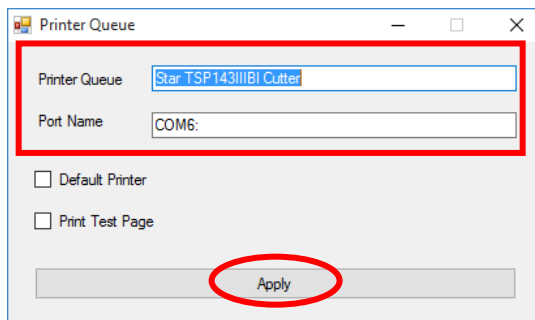 Printer Queue
Printer Queue Star TSP143IIIBI Cutter
Port Name COM6:
Default Printer
Print Test Page
Apply